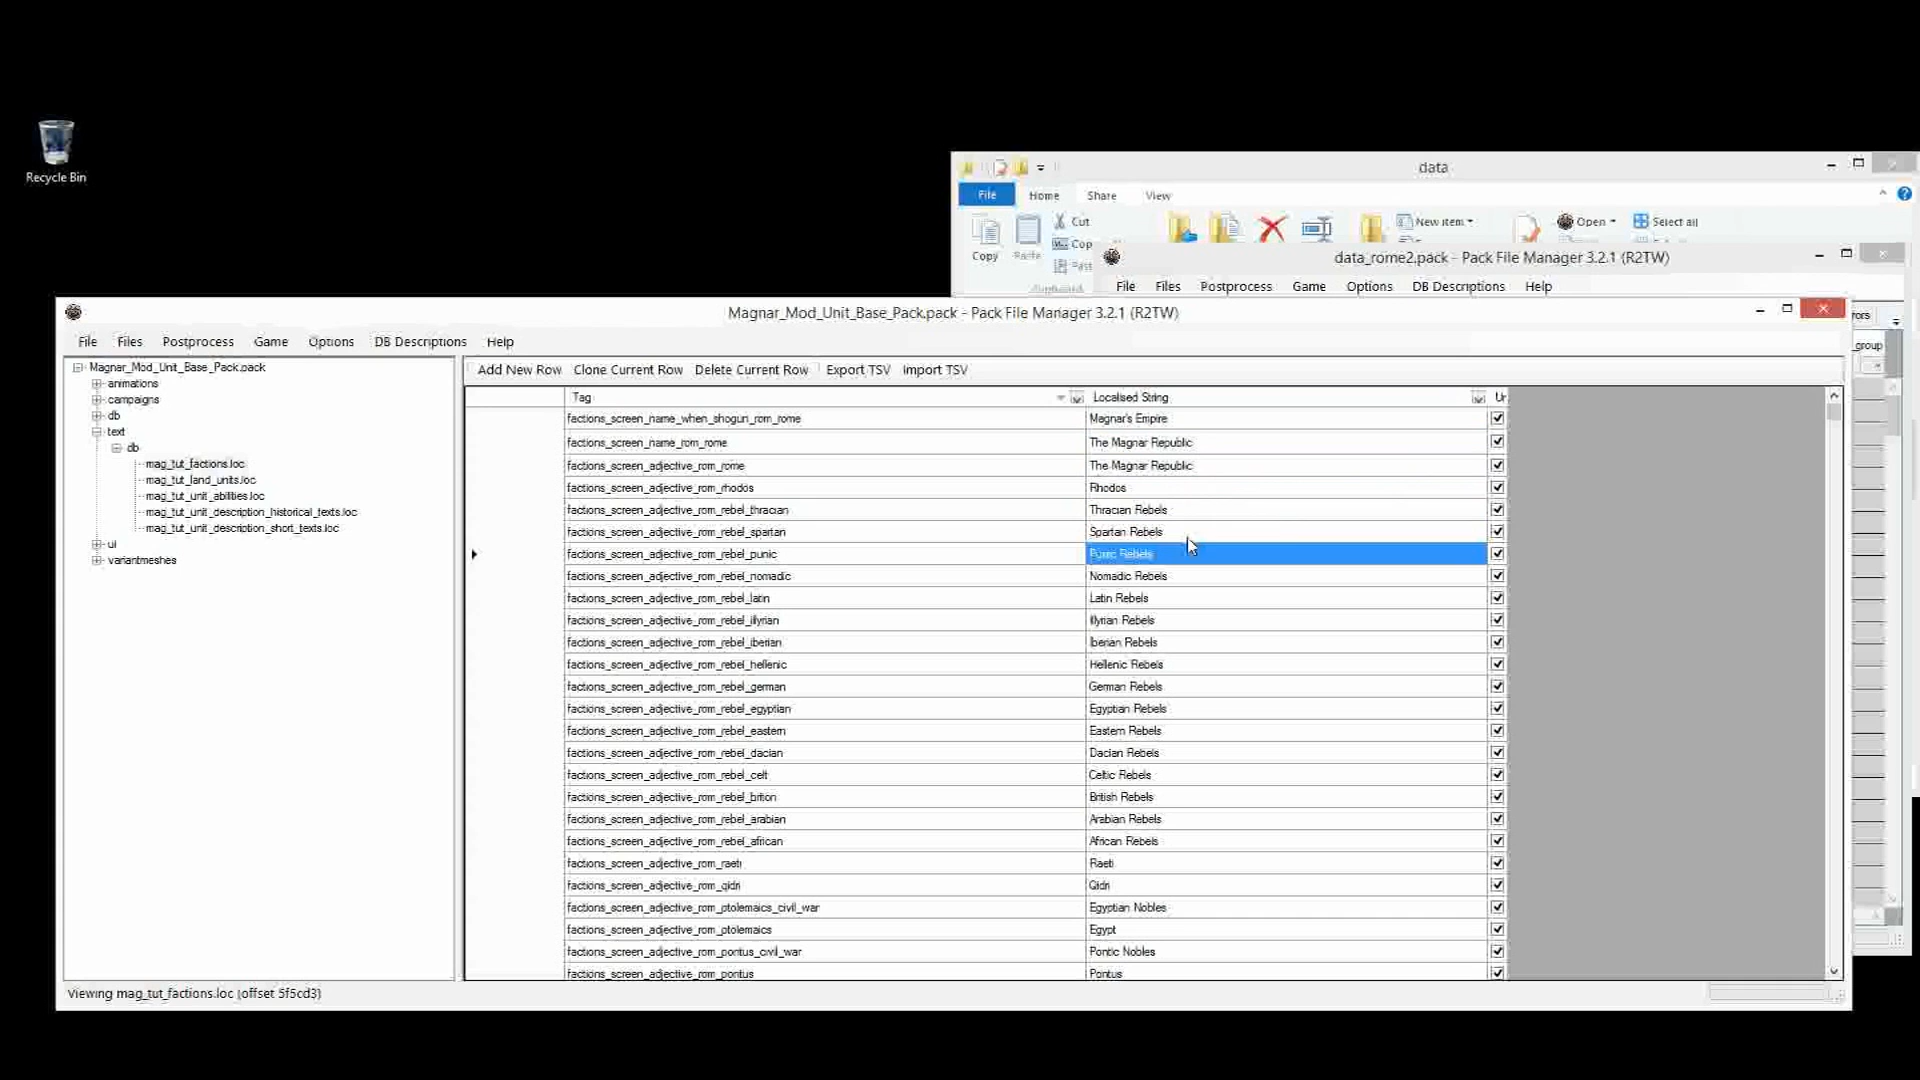 Recycle Bin
data
File Home Share View
Cut
New item
Open
Select all
Copy Paste
data_rome2.pack - Pack File Manager 3.2.1 (R2TW)
File Files Postprocess Game Options DB Descriptions Help
Magnar_Mod_Unit_Base_Pack.pack - Pack File Manager 3.2.1 (R2TW)
File Files Postprocess Game Options DB Descriptions Help
Magnar_Mod_Unit_Base_Pack.pack
animations
campaigns
db
text
db
mag_tut_factions.loc
mag_tut_land_units.loc
mag_tut_unit_abilities.loc
mag_tut_unit_description_historical_texts.loc
mag_tut_unit_description_short_texts.loc
ui
variantmeshes
Add New Row Clone Current Row Delete Current Row Export TSV Import TSV
Tag Localised String Ur
factions_screen_name_when_shogun_rom_rome Magnar's Empire
factions_screen_name_rom_rome The Magnar Republic
factions_screen_adjective_rom_rome The Magnar Republic
factions_screen_adjective_rom_rhodos Rhodos
factions_screen_adjective_rom_rebel_thracian Thracian Rebels
factions_screen_adjective_rom_rebel_spartan Spartan Rebels
factions_screen_adjective_rom_rebel_punic Punic Rebels
factions_screen_adjective_rom_rebel_nomadic Nomadic Rebels
factions_screen_adjective_rom_rebel_latin Latin Rebels
factions_screen_adjective_rom_rebel_illyrian Illyrian Rebels
factions_screen_adjective_rom_rebel_iberian Iberian Rebels
factions_screen_adjective_rom_rebel_hellenic Hellenic Rebels
factions_screen_adjective_rom_rebel_german German Rebels
factions_screen_adjective_rom_rebel_egyptian Egyptian Rebels
factions_screen_adjective_rom_rebel_eastern Eastern Rebels
factions_screen_adjective_rom_rebel_dacian Dacian Rebels
factions_screen_adjective_rom_rebel_celt Celtic Rebels
factions_screen_adjective_rom_rebel_briton British Rebels
factions_screen_adjective_rom_rebel_arabian Arabian Rebels
factions_screen_adjective_rom_rebel_african African Rebels
factions_screen_adjective_rom_raeti Raeti
factions_screen_adjective_rom_qidri Qidri
factions_screen_adjective_rom_ptolemaics_civil_war Egyptian Nobles
factions_screen_adjective_rom_ptolemaics Egypt
factions_screen_adjective_rom_pontus_civil_war Pontic Nobles
factions_screen_adjective_rom_pontus Pontus
Viewing mag_tut_factions.loc (offset 5f5cd3)